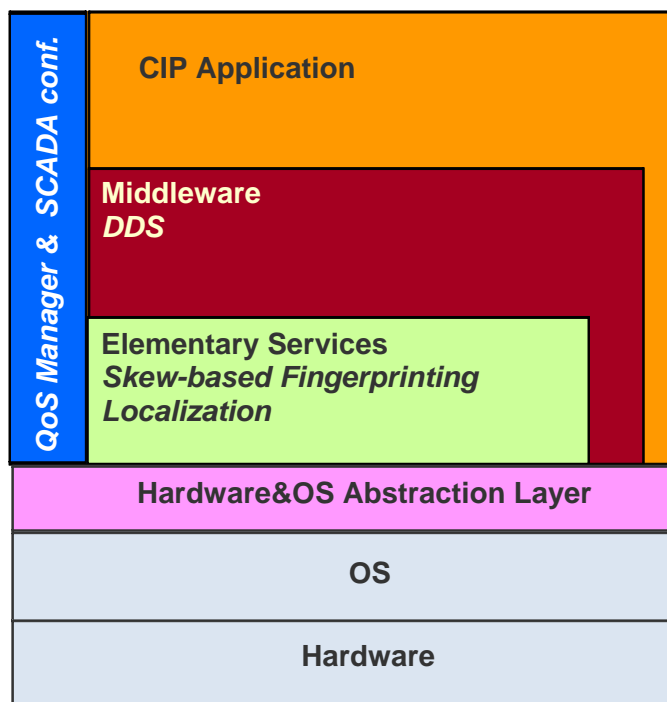 QoS Manager & SCADA conf.
CIP Application
Middleware
DDS
Elementary Services
Skew-based Fingerprinting
Localization
Hardware&OS Abstraction Layer
OS
Hardware